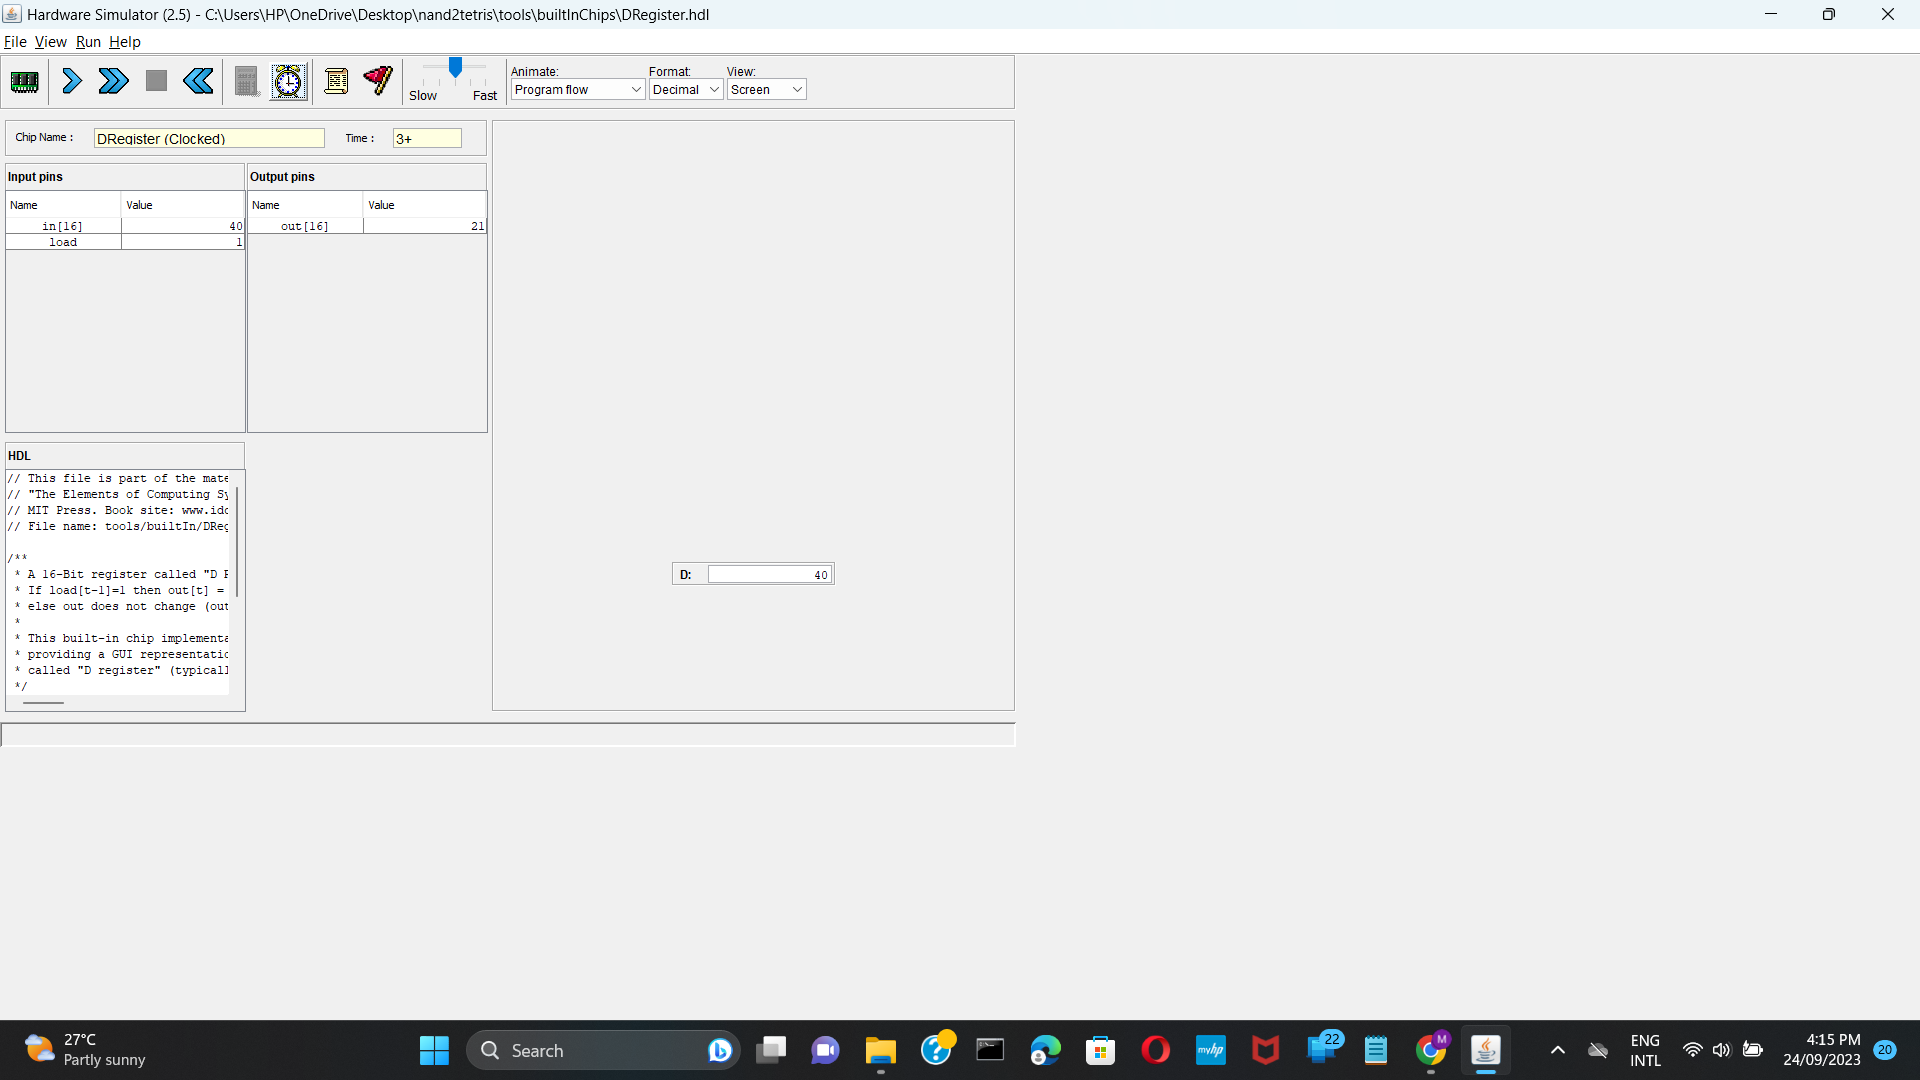 Hardware Simulator (2.5) - C:\Users\HP\OneDrive\Desktop\nand2tetris\tools\builtInChips\DRegister.hdl
File View Run Help
Slow Fast
Animate: Format: View:
Program flow Decimal Screen
Chip Name : DRegister (Clocked) Time : 3+
Input pins Output pins
Name Value Name Value
in[16] 40 out[16] 21
load 1
HDL
// This file is part of the mate
// "The Elements of Computing Sy
// MIT Press. Book site: www.idc
// File name: tools/builtIn/DReg
/**
* A 16-Bit register called "D R
* If load[t-1]=1 then out[t] =
* else out does not change (out
*
* This built-in chip implementa
* providing a GUI representatic
* called "D register" (typicall
*/
D: 40
27°C
Partly sunny
Search
myhp
22
M
ENG
INTL
4:15 PM
24/09/2023
20